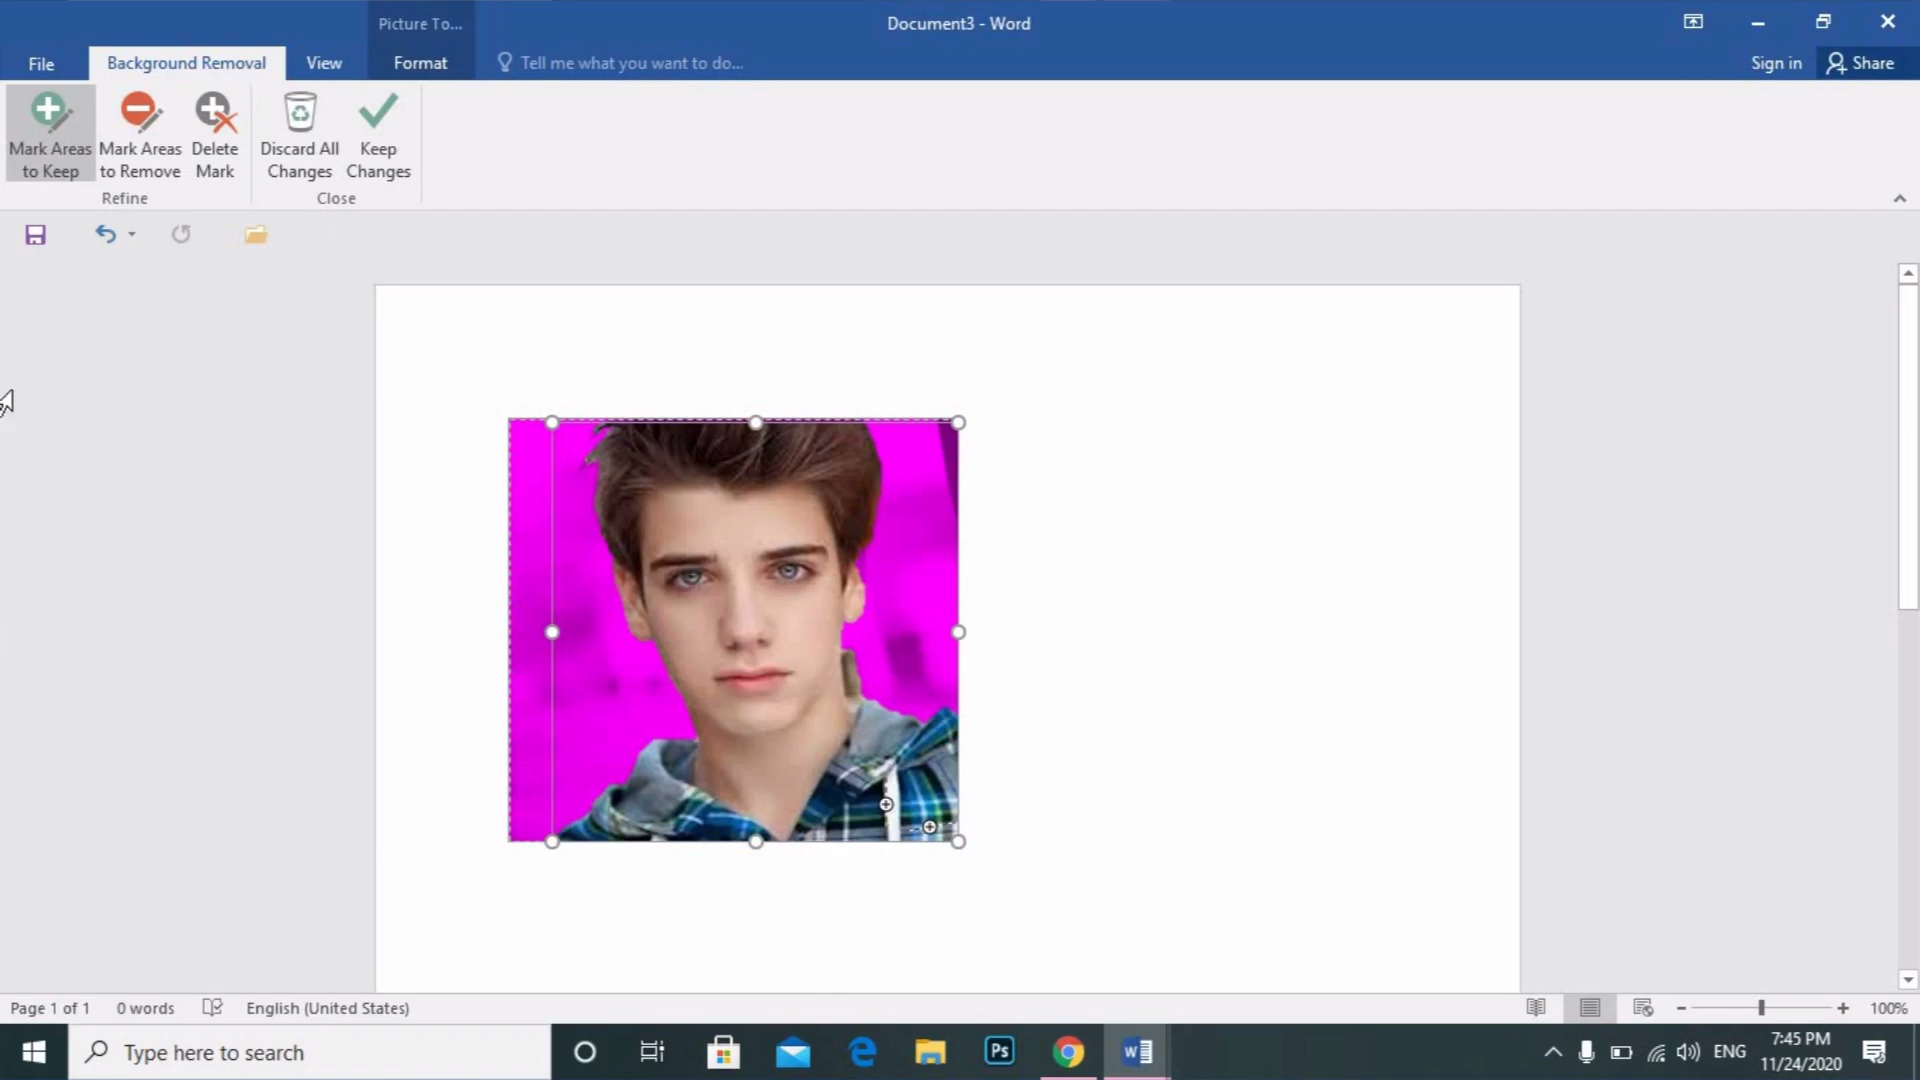 Picture To...
Document3 - Word
File
Background Removal
View
Format
Tell me what you want to do...
Sign in
Share
Mark Areas to Keep
Mark Areas to Remove
Delete Mark
Discard All Changes
Keep Changes
Refine
Close
Page 1 of 1
0 words
English (United States)
100%
Type here to search
Ps
W
ENG
7:45 PM
11/24/2020